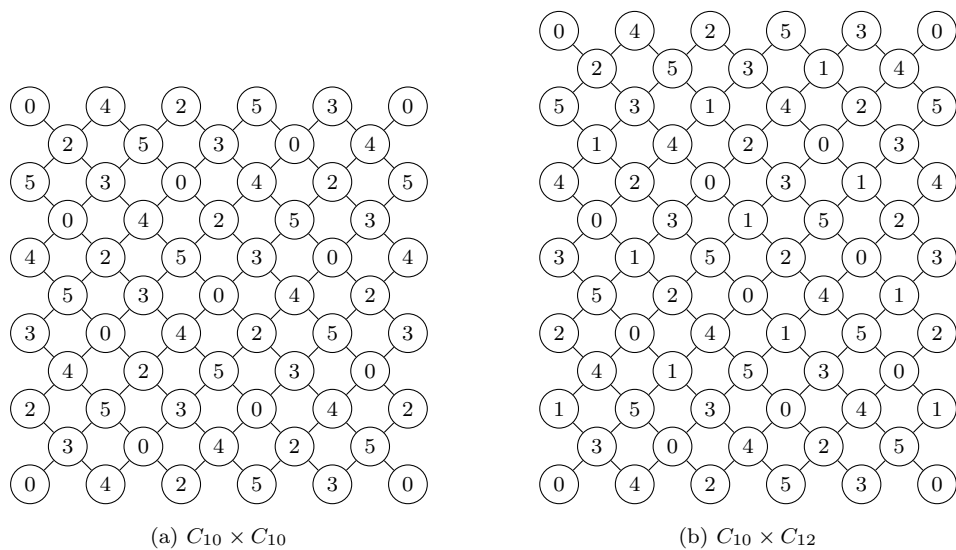 0 4 2 5 3 0
2 5 3 1 4
0 4 2 5 3 0 5 3 1 4 2 5
2 5 3 0 4 1 4 2 0 3
5 3 0 4 2 5 4 2 0 3 1 4
0 4 2 5 3 0 3 1 5 2
4 2 5 3 0 4 3 1 5 2 0 3
5 3 0 4 2 5 2 0 4 1
3 0 4 2 5 3 2 0 4 1 5 2
4 2 5 3 0 4 1 5 3 0
2 5 3 0 4 2 1 5 3 0 4 1
3 0 4 2 5 3 0 4 2 5
0 4 2 5 3 0 0 4 2 5 3 0
(a) C₁₀ × C₁₀ (b) C₁₀ × C₁₂